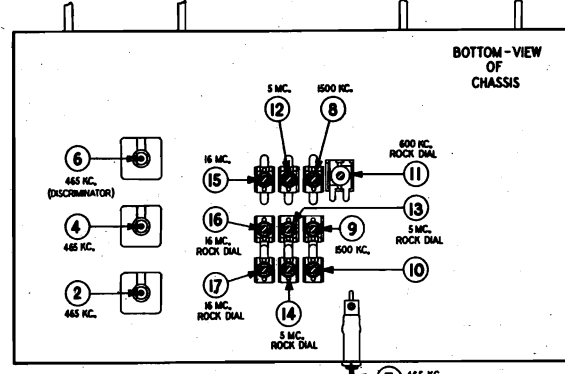 BOTTOM-VIEW
OF
CHASSIS
5 MC.
1500 KC.
12
8
600 KC.
ROCK DIAL
6
16 MC.
15
11
465 KC.
(DISCRIMINATOR)
16
13
4
9
16 MC.
ROCK DIAL
5 MC.
ROCK DIAL
465 KC.
1500 KC.
17
10
2
16 MC.
ROCK DIAL
14
465 KC.
5 MC.
ROCK DIAL
465 KC.